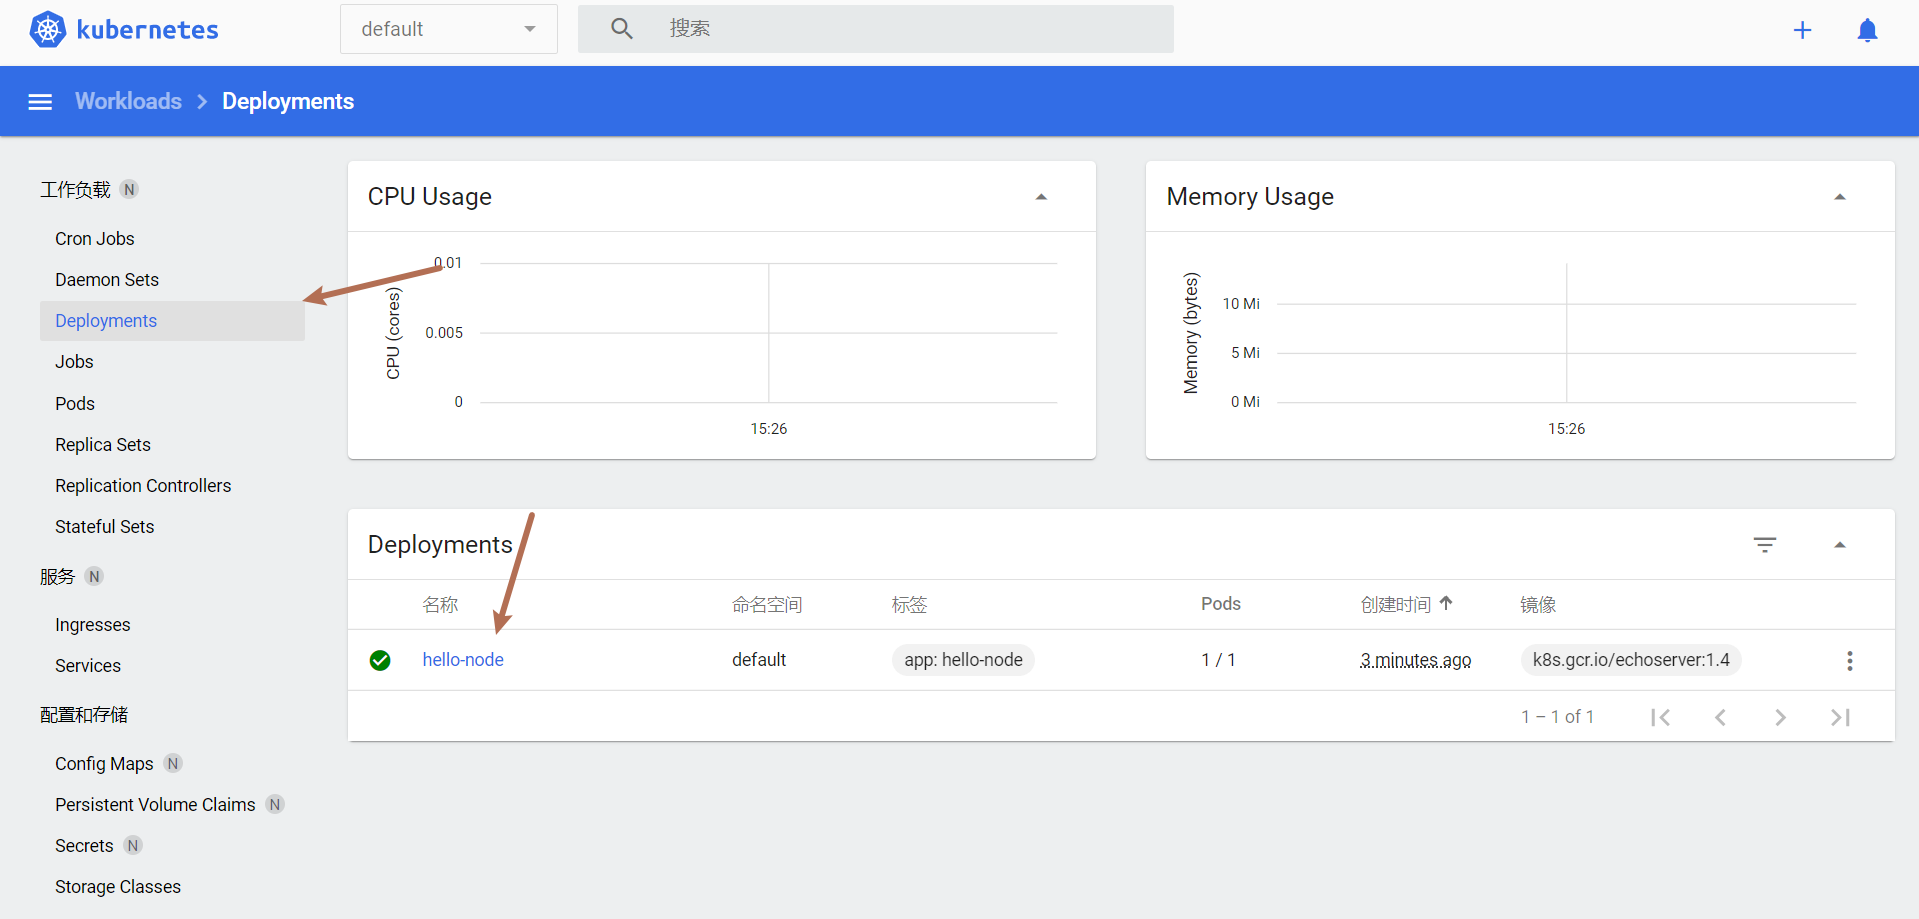 kubernetes
default
搜索
Workloads
Deployments
工作负载 N
Cron Jobs
Daemon Sets
Deployments
Jobs
Pods
Replica Sets
Replication Controllers
Stateful Sets
服务 N
Ingresses
Services
配置和存储
Config Maps N
Persistent Volume Claims N
Secrets N
Storage Classes
CPU Usage
CPU (cores)
0.01
0.005
0
15:26
Memory Usage
Memory (bytes)
10 Mi
5 Mi
0 Mi
15:26
Deployments
名称 命名空间 标签 Pods 创建时间 镜像
hello-node default app: hello-node 1 / 1 3 minutes ago k8s.gcr.io/echoserver:1.4
1 – 1 of 1